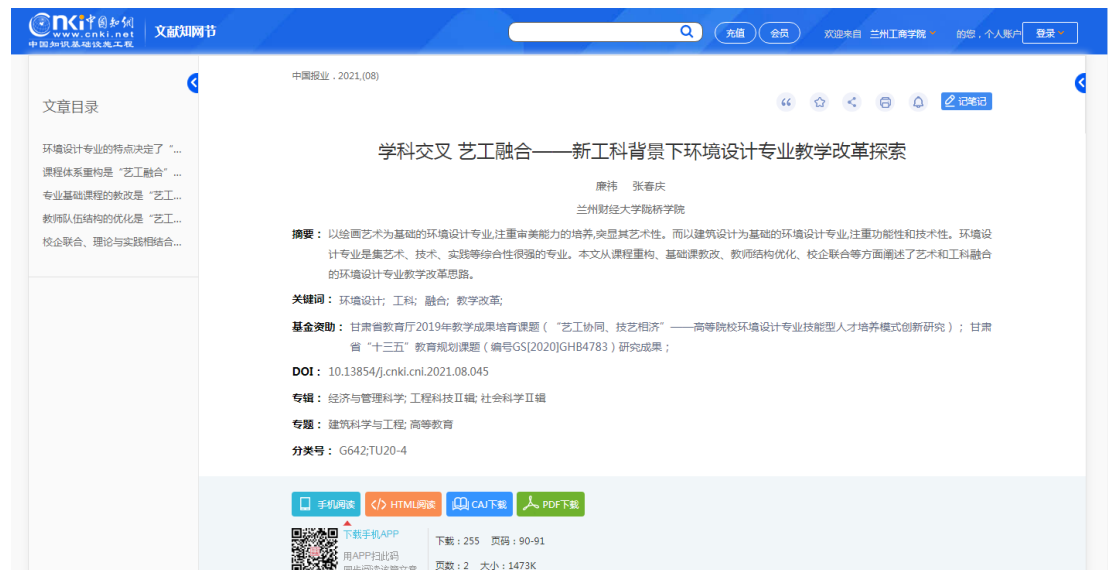 cnki中国知网
www.cnki.net
中国知识基础设施工程
文献知网节
充值
会员
欢迎来自 兰州工商学院
的您，个人账户
登录
文章目录
环境设计专业的特点决定了“...
课程体系重构是“艺工融合”...
专业基础课程的教改是“艺工...
教师队伍结构的优化是“艺工...
校企联合、理论与实践相结合...
中国报业 . 2021,(08)
记笔记
学科交叉 艺工融合——新工科背景下环境设计专业教学改革探索
廉祎 张春庆
兰州财经大学陇桥学院
摘要： 以绘画艺术为基础的环境设计专业,注重审美能力的培养,突显其艺术性。而以建筑设计为基础的环境设计专业,注重功能性和技术性。环境设
计专业是集艺术、技术、实践等综合性很强的专业。本文从课程重构、基础课教改、教师结构优化、校企联合等方面阐述了艺术和工科融合
的环境设计专业教学改革思路。
关键词： 环境设计; 工科; 融合; 教学改革;
基金资助： 甘肃省教育厅2019年教学成果培育课题（ “艺工协同、技艺相济” ——高等院校环境设计专业技能型人才培养模式创新研究）; 甘肃
省“十三五”教育规划课题（编号GS[2020]GHB4783）研究成果;
DOI： 10.13854/j.cnki.cni.2021.08.045
专辑： 经济与管理科学; 工程科技Ⅱ辑; 社会科学Ⅱ辑
专题： 建筑科学与工程; 高等教育
分类号： G642;TU20-4
手机阅读
</> HTML阅读
CAJ下载
PDF下载
下载手机APP
用APP扫此码
同步阅读该篇文章
下载：255 页码：90-91
页数：2 大小：1473K